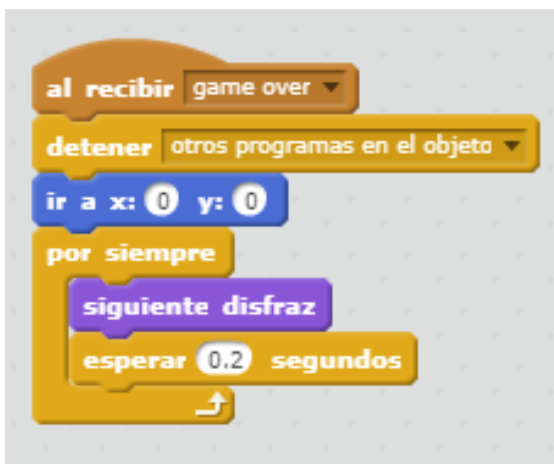 al recibir game over
detener otros programas en el objeto
ir a x: 0 y: 0
por siempre
siguiente disfraz
esperar 0.2 segundos